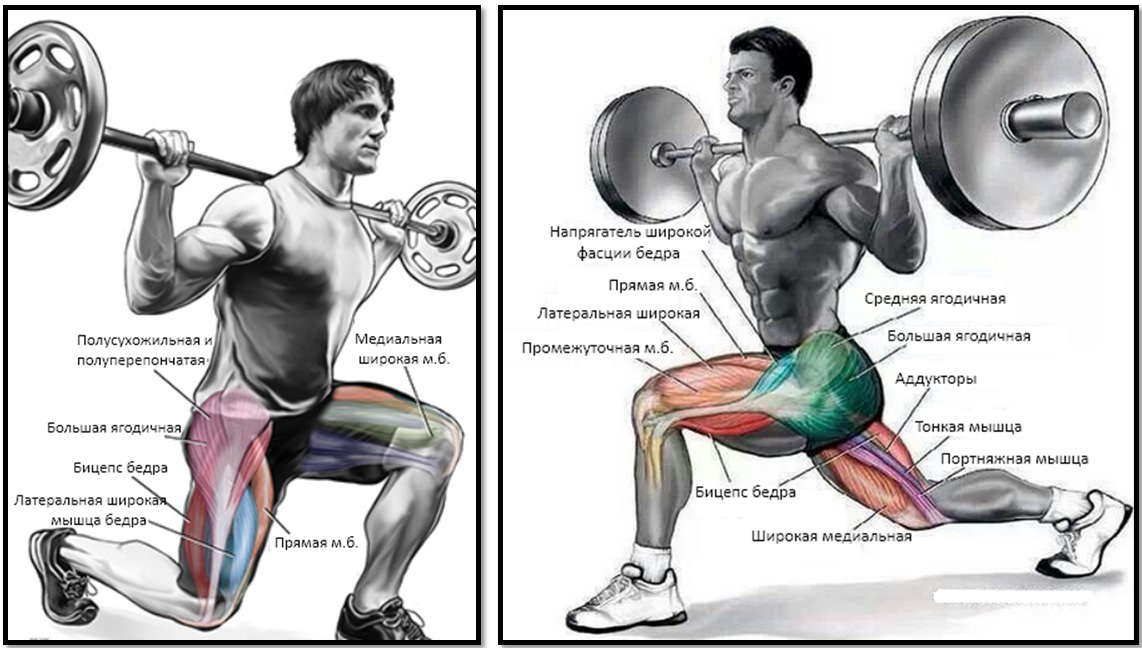 Полусухожильная и
полуперепончатая
Медиальная
широкая м.б.
Большая ягодичная
Бицепс бедра
Латеральная широкая
мышца бедра
Прямая м.б.
Напрягатель широкой
фасции бедра
Прямая м.б.
Латеральная широкая
Промежуточная м.б.
Средняя ягодичная
Большая ягодичная
Аддукторы
Тонкая мышца
Портняжная мышца
Бицепс бедра
Широкая медиальная